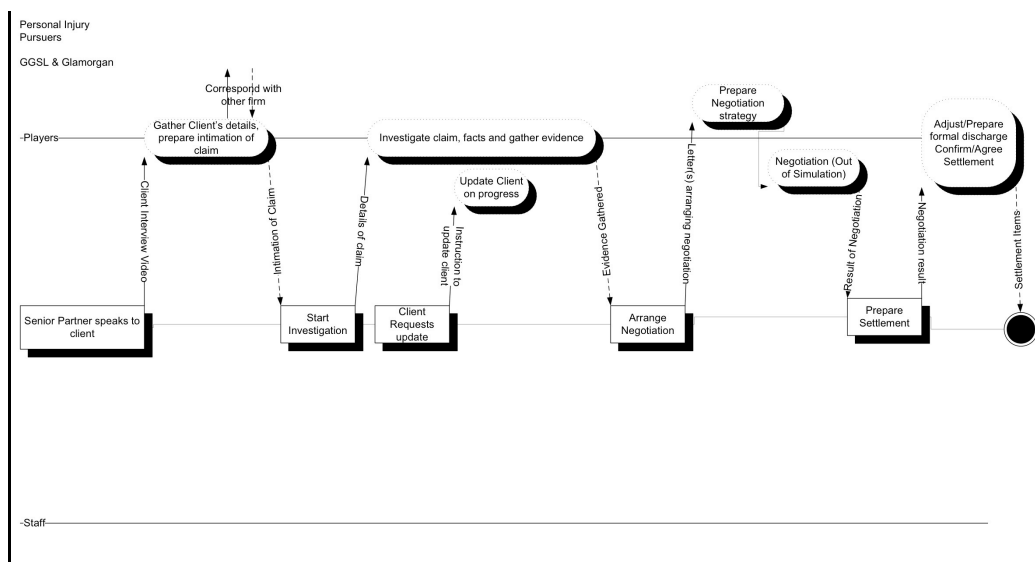 Personal Injury
Pursuers
GGSL & Glamorgan
Correspond with
other firm
Prepare
Negotiation
strategy
Players
Gather Client's details,
prepare intimation of
claim
Investigate claim, facts and gather evidence
Adjust/Prepare
formal discharge
Confirm/Agree
Settlement
Negotiation (Out
of Simulation)
Update Client
on progress
Client Interview Video
Intimation of Claim
Details of claim
Instruction to
update client
Evidence Gathered
Letter(s) arranging negotiation
Result of Negotiation
Negotiation result
Settlement Items
Senior Partner speaks to
client
Start
Investigation
Client
Requests
update
Arrange
Negotiation
Prepare
Settlement
Staff